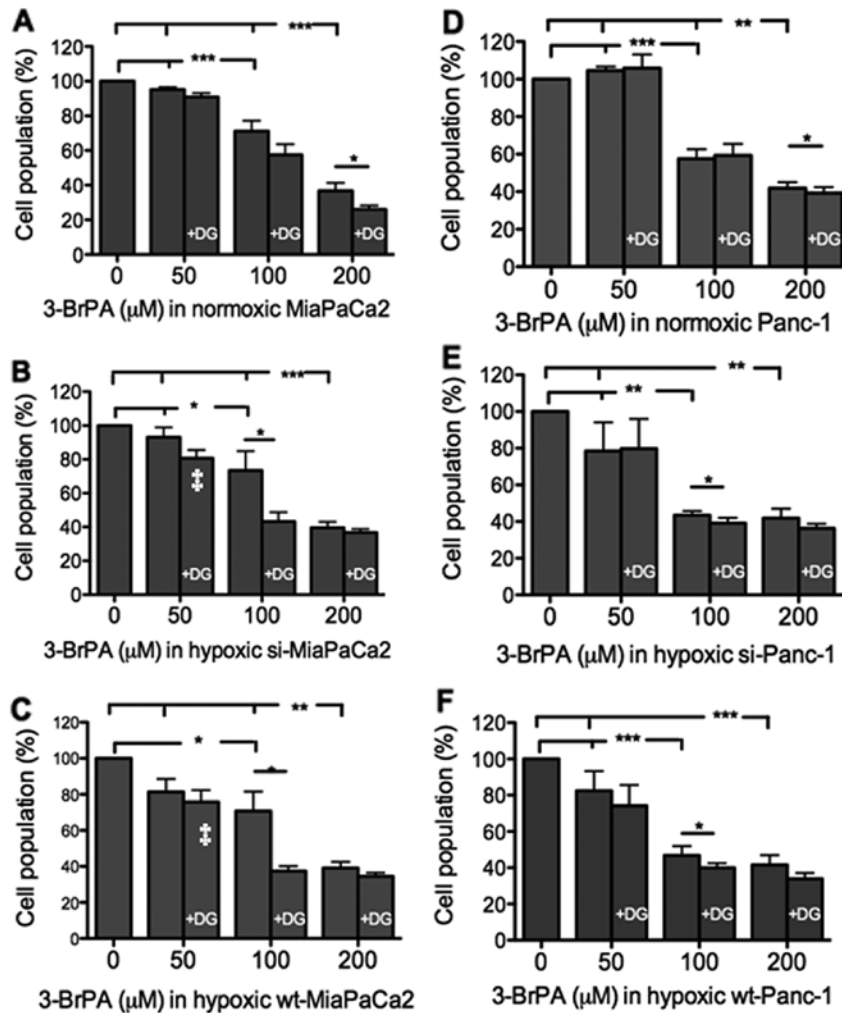 A
Cell population (%)
120
100
80
60
40
20
0
***
***
*
+DG
+DG
+DG
0
50
100
200
3-BrPA (μM) in normoxic MiaPaCa2
B
Cell population (%)
120
100
80
60
40
20
0
***
*
*
‡
‡
+DG
+DG
+DG
0
50
100
200
3-BrPA (μM) in hypoxic si-MiaPaCa2
C
Cell population (%)
120
100
80
60
40
20
0
**
*
*
‡
‡
+DG
+DG
+DG
0
50
100
200
3-BrPA (μM) in hypoxic wt-MiaPaCa2
D
Cell population (%)
120
100
80
60
40
20
0
**
***
*
+DG
+DG
+DG
0
50
100
200
3-BrPA (μM) in normoxic Panc-1
E
Cell population (%)
120
100
80
60
40
20
0
**
**
*
+DG
+DG
+DG
0
50
100
200
3-BrPA (μM) in hypoxic si-Panc-1
F
Cell population (%)
120
100
80
60
40
20
0
***
***
*
+DG
+DG
+DG
0
50
100
200
3-BrPA (μM) in hypoxic wt-Panc-1